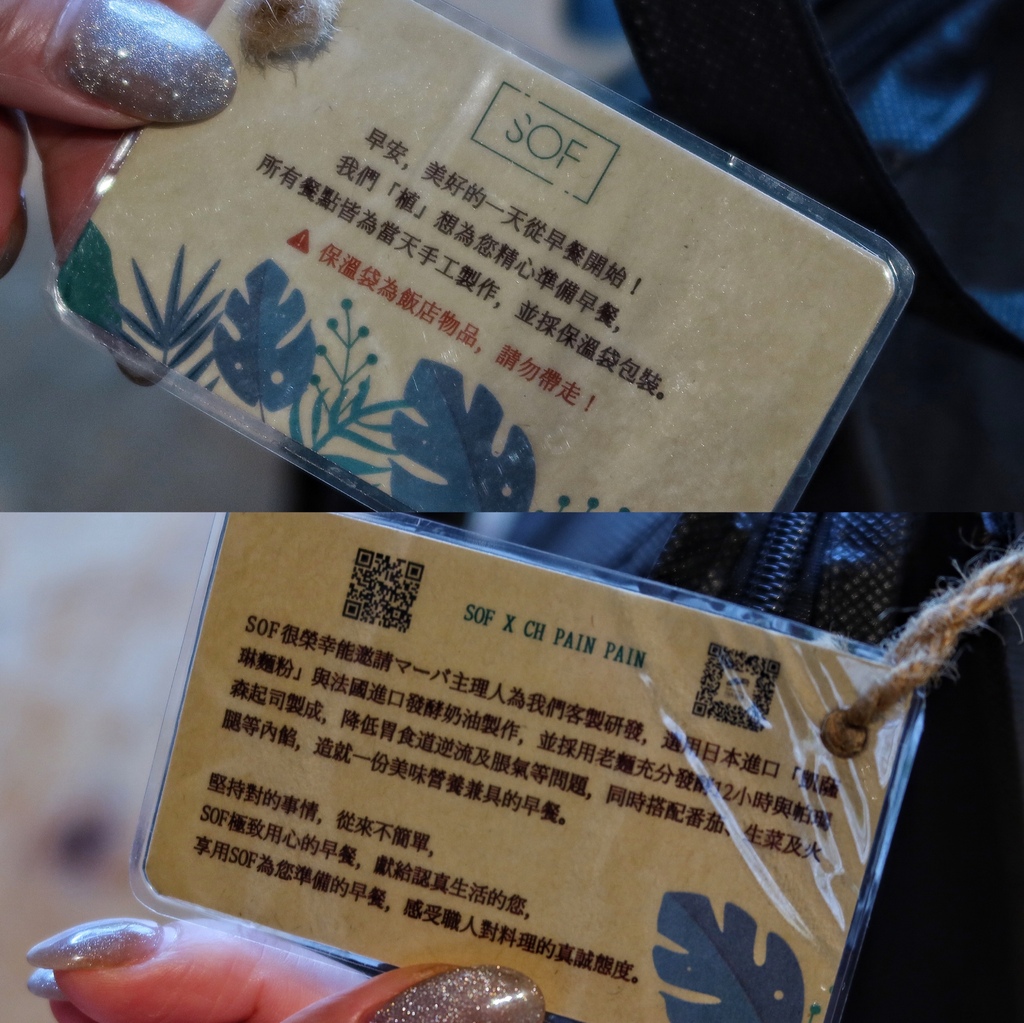 SOF
早安，美好的一天從早餐開始！
我們「植」想為您精心準備早餐，
所有餐點皆為當天手工製作，並採保溫袋包裝。
保溫袋為飯店物品，請勿帶走！
SOF X CH PAIN PAIN
SOF很榮幸能邀請マーバ主理人為我們客製研發，選用日本進口「凱薩
琳麵粉」與法國進口發酵奶油製作，並採用老麵充分發酵12小時與帕瑪
森起司製成，降低胃食道逆流及脹氣等問題，同時搭配番茄、生菜及火
腿等內餡，造就一份美味營養兼具的早餐。
堅持對的事情，從來不簡單，
SOF極致用心的早餐，獻給認真生活的您，
享用SOF為您準備的早餐，感受職人對料理的真誠態度。